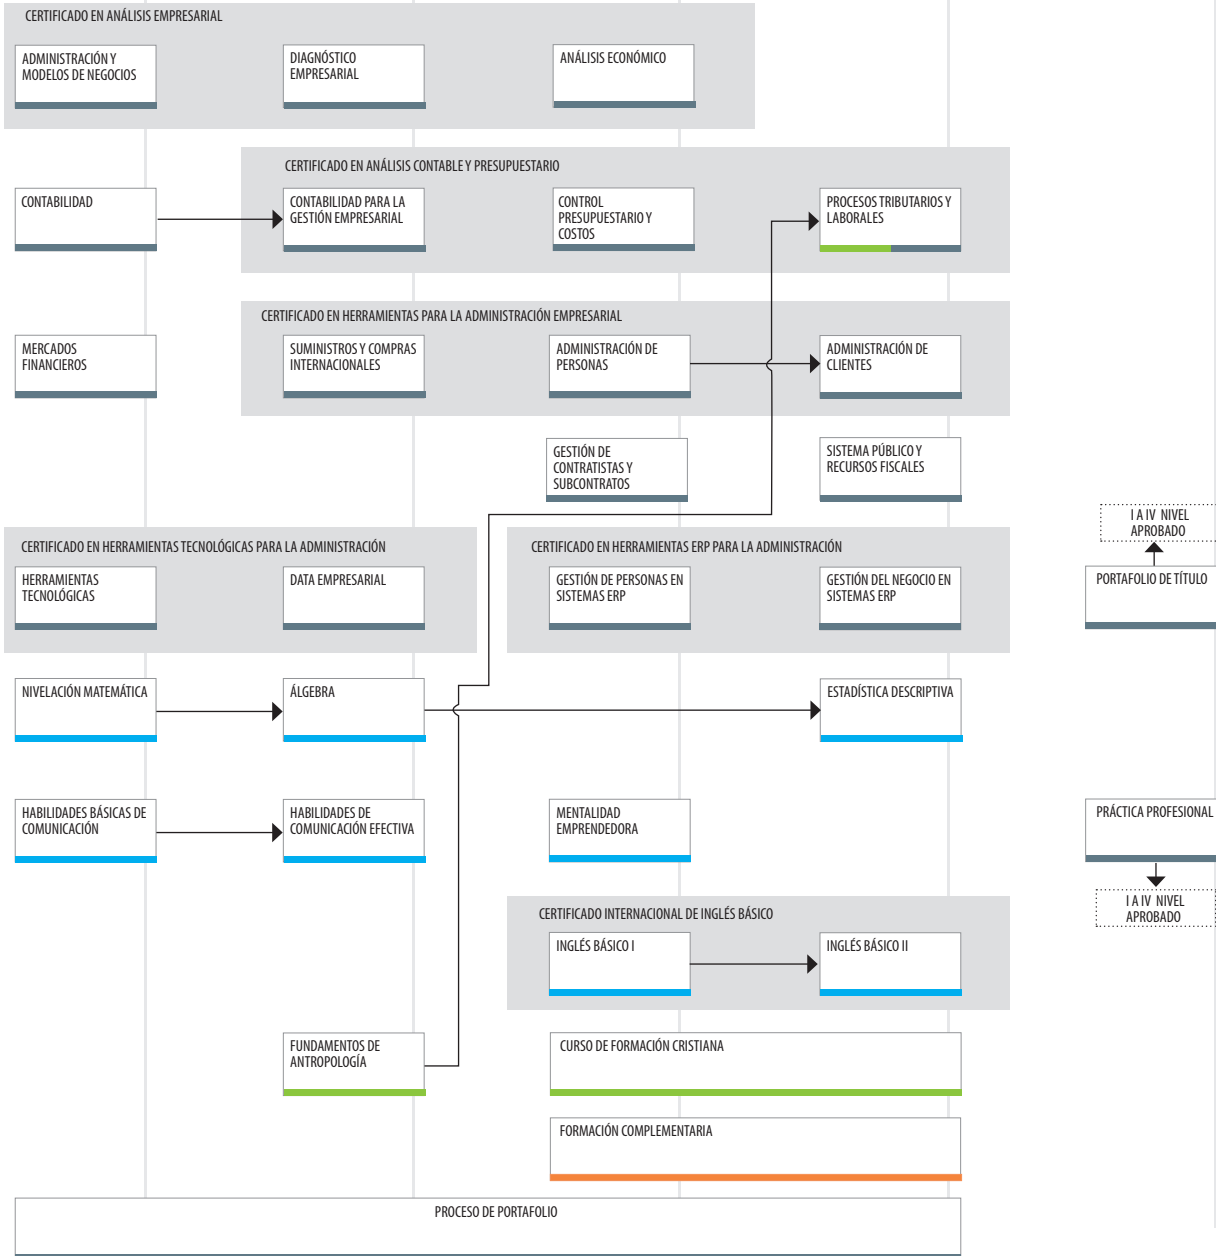 CERTIFICADO EN ANÁLISIS EMPRESARIAL
ADMINISTRACIÓN Y
MODELOS DE NEGOCIOS
DIAGNÓSTICO
EMPRESARIAL
ANÁLISIS ECONÓMICO
CERTIFICADO EN ANÁLISIS CONTABLE Y PRESUPUESTARIO
CONTABILIDAD
CONTABILIDAD PARA LA
GESTIÓN EMPRESARIAL
CONTROL
PRESUPUESTARIO Y
COSTOS
PROCESOS TRIBUTARIOS Y
LABORALES
CERTIFICADO EN HERRAMIENTAS PARA LA ADMINISTRACIÓN EMPRESARIAL
MERCADOS
FINANCIEROS
SUMINISTROS Y COMPRAS
INTERNACIONALES
ADMINISTRACIÓN DE
PERSONAS
ADMINISTRACIÓN DE
CLIENTES
GESTIÓN DE
CONTRATISTAS Y
SUBCONTRATOS
SISTEMA PÚBLICO Y
RECURSOS FISCALES
I A IV NIVEL
APROBADO
CERTIFICADO EN HERRAMIENTAS TECNOLÓGICAS PARA LA ADMINISTRACIÓN
CERTIFICADO EN HERRAMIENTAS ERP PARA LA ADMINISTRACIÓN
HERRAMIENTAS
TECNOLÓGICAS
DATA EMPRESARIAL
GESTIÓN DE PERSONAS EN
SISTEMAS ERP
GESTIÓN DEL NEGOCIO EN
SISTEMAS ERP
PORTAFOLIO DE TÍTULO
NIVELACIÓN MATEMÁTICA
ÁLGEBRA
ESTADÍSTICA DESCRIPTIVA
HABILIDADES BÁSICAS DE
COMUNICACIÓN
HABILIDADES DE
COMUNICACIÓN EFECTIVA
MENTALIDAD
EMPRENDEDORA
PRÁCTICA PROFESIONAL
I A IV NIVEL
APROBADO
CERTIFICADO INTERNACIONAL DE INGLÉS BÁSICO
INGLÉS BÁSICO I
INGLÉS BÁSICO II
FUNDAMENTOS DE
ANTROPOLOGÍA
CURSO DE FORMACIÓN CRISTIANA
FORMACIÓN COMPLEMENTARIA
PROCESO DE PORTAFOLIO